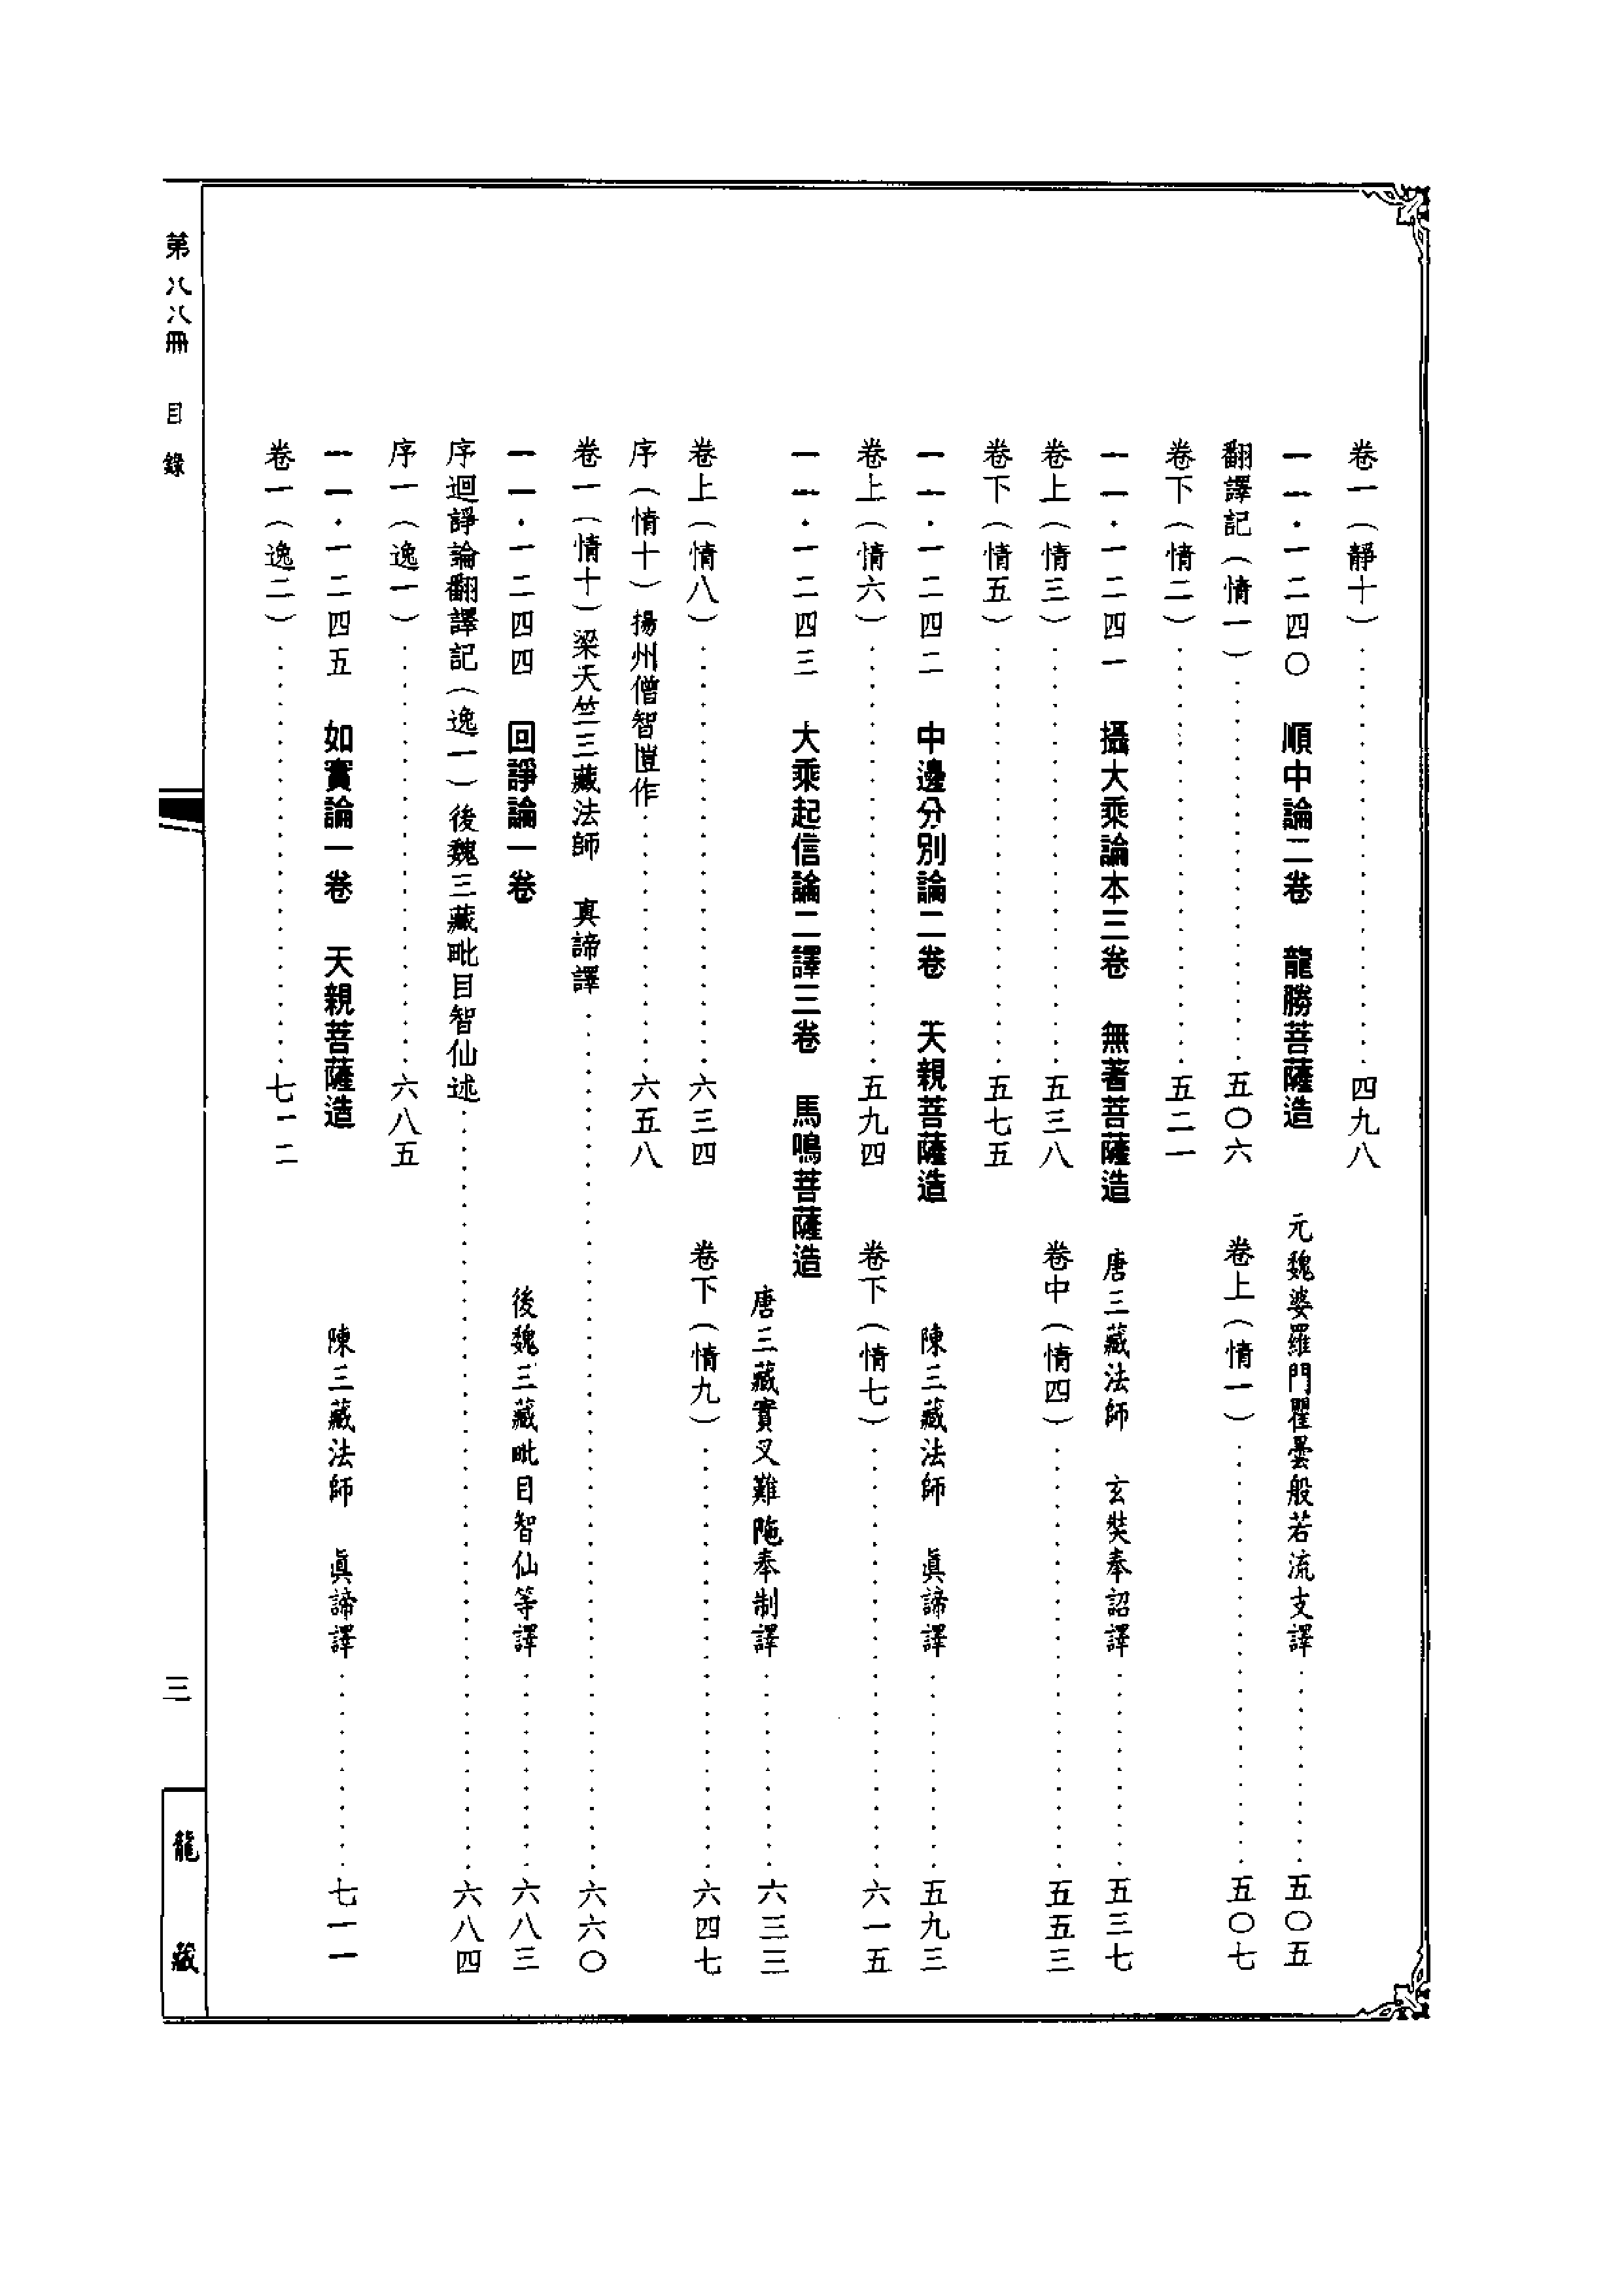 卷一（靜十）……四九八
一一·一二四〇　順中論二卷　龍勝菩薩造　元魏婆羅門瞿曇般若流支譯……五〇五
翻譯記（情一）……五〇六　卷上（情一）……五〇七
卷下（情二）……五二一
一一·一二四一　攝大乘論本三卷　無著菩薩造　唐三藏法師　玄奘奉詔譯……五三七
卷上（情三）……五三八　卷中（情四）……五五三
卷下（情五）……五七五
一一·一二四二　中邊分別論二卷　天親菩薩造　陳三藏法師　眞諦譯……五九三
卷上（情六）……五九四　卷下（情七）……六一五
一一·一二四三　大乘起信論二譯三卷　馬鳴菩薩造
唐三藏實叉難陁奉制譯……六三三
卷上（情八）……六三四　卷下（情九）……六四七
序（情十）揚州僧智愷作……六五八
卷一（情十）梁天竺三藏法師　真諦譯……六六〇
一一·一二四四　回諍論一卷　後魏三藏毗目智仙等譯……六八三
序迴諍論翻譯記（逸一）後魏三藏毗目智仙述……六八四
序一（逸一）……六八五
一一·一二四五　如實論一卷　天親菩薩造　陳三藏法師　眞諦譯……七一一
卷一（逸二）……七一二
第八八冊　目錄
三
龍藏